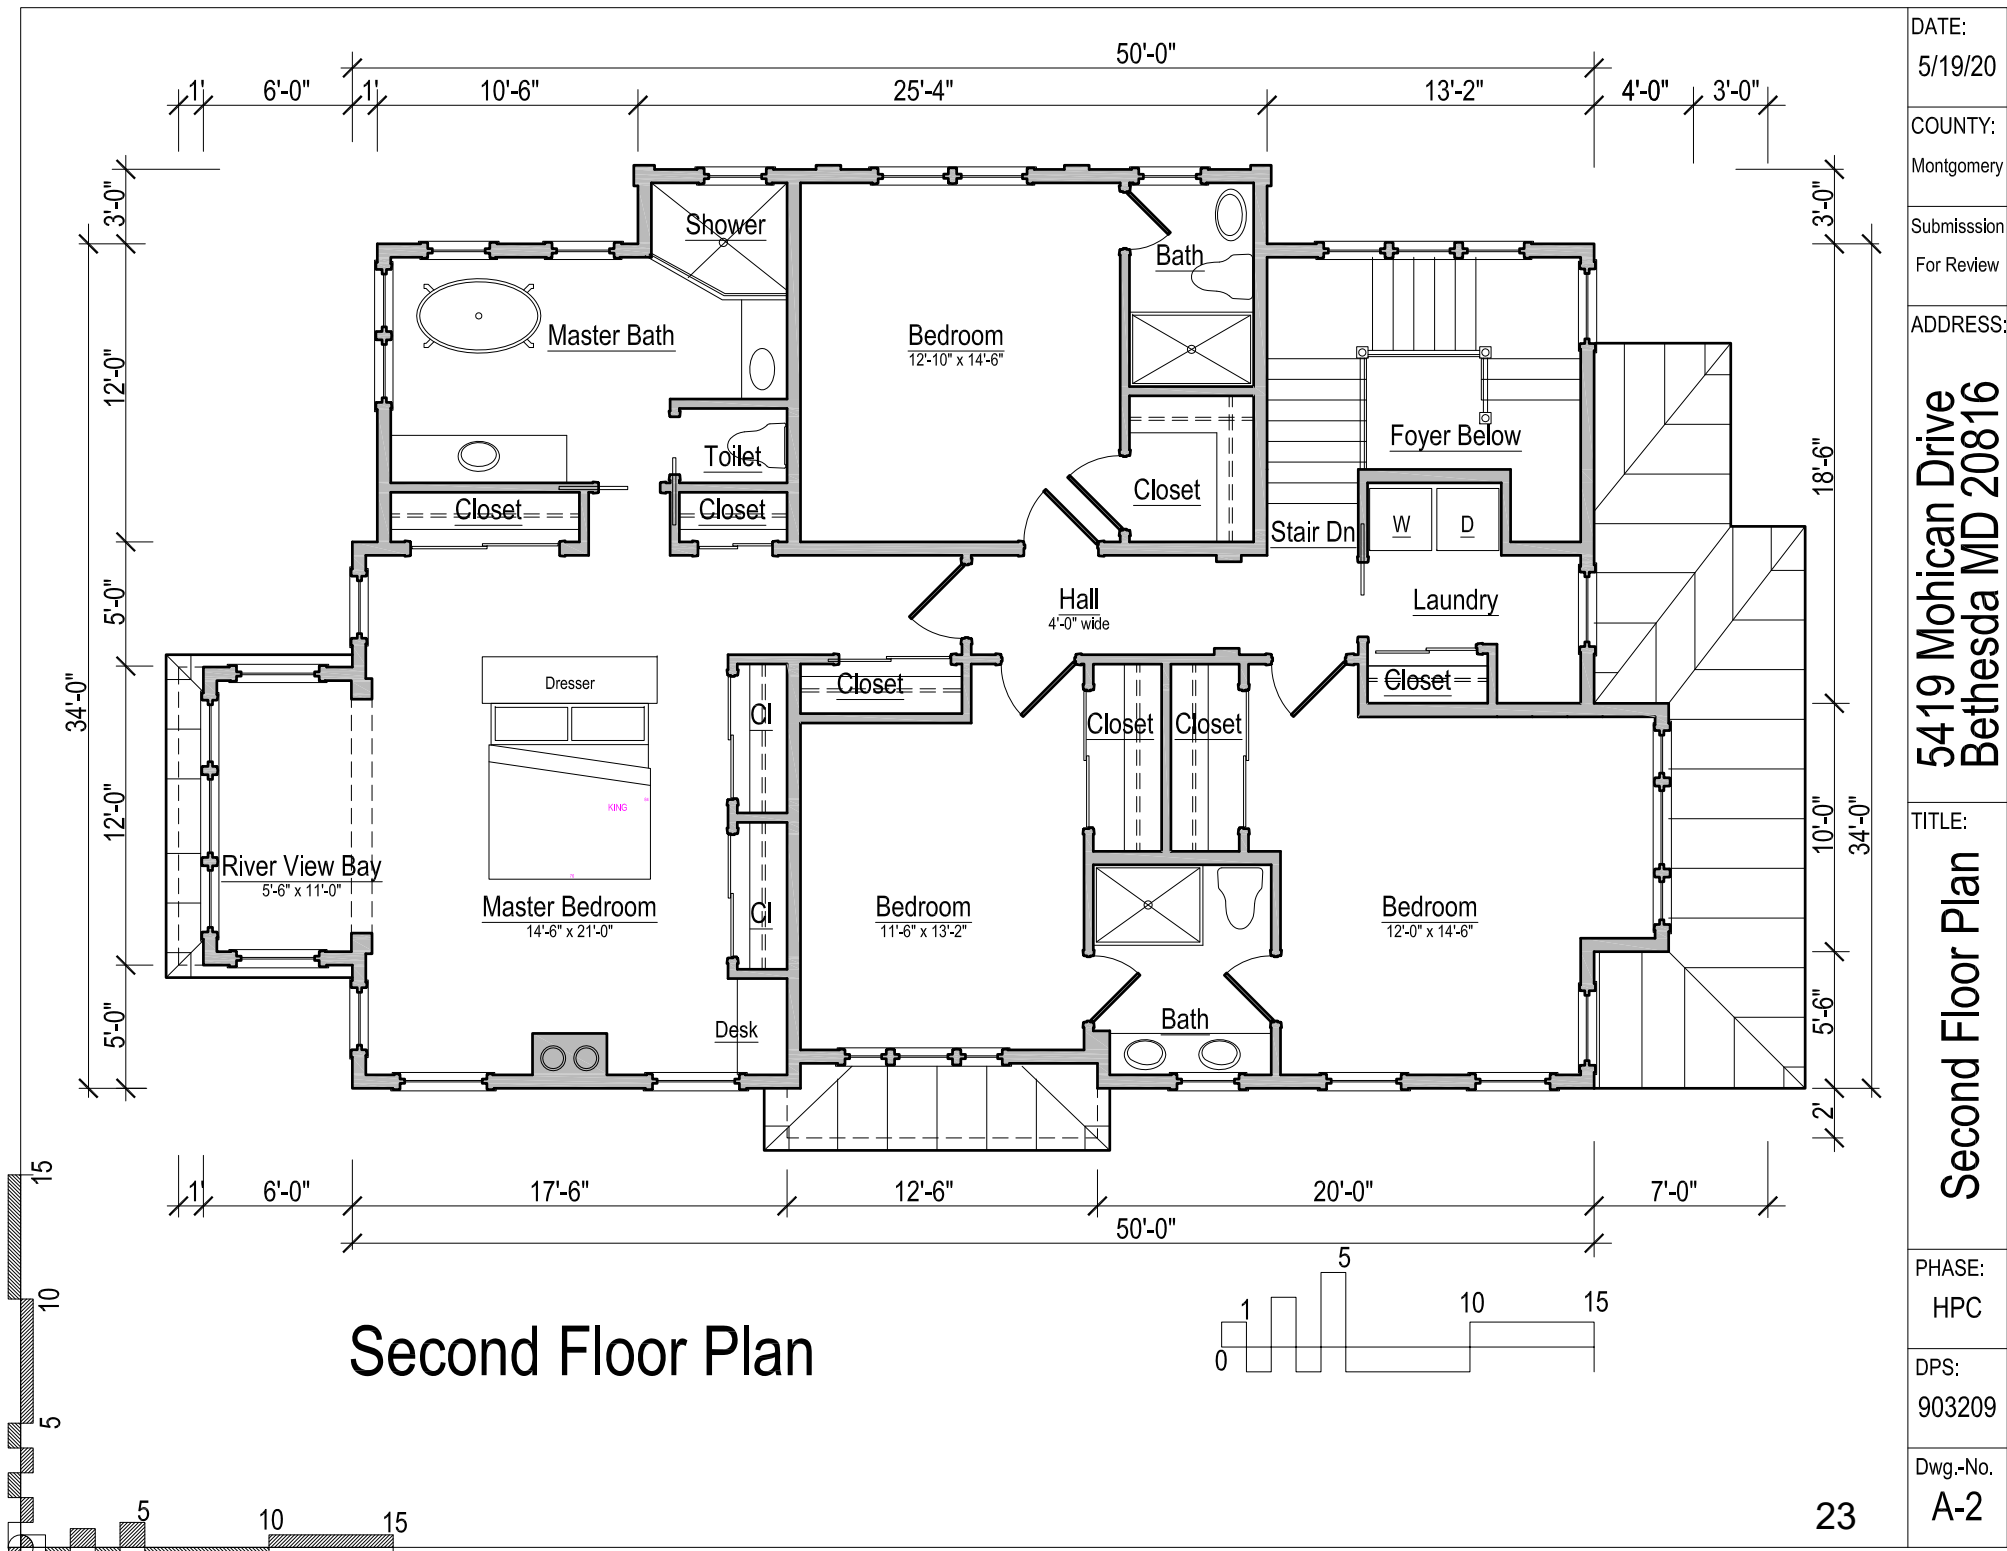 50'-0"
1' 6'-0" 1' 10'-6" 25'-4" 13'-2" 4'-0" 3'-0"
3'-0"
12'-0"
5'-0"
12'-0"
5'-0"
34'-0"
3'-0"
18'-6"
10'-0"
5'-6"
2'
34'-0"
Shower
Bath
Master Bath
Bedroom
12'-10" x 14'-6"
Foyer Below
Toilet
Closet
Closet
Closet
Stair Dn
W
D
Hall
4'-0" wide
Laundry
Dresser
Closet
Closet
Cl
Closet
Closet
KING
River View Bay
5'-6" x 11'-0"
Master Bedroom
14'-6" x 21'-0"
Cl
Bedroom
11'-6" x 13'-2"
Bedroom
12'-0" x 14'-6"
Desk
Bath
1' 6'-0" 17'-6" 12'-6" 20'-0" 7'-0"
50'-0"
Second Floor Plan
0
1
5
10
15
15
10
5
5
10
15
23
DATE:
5/19/20
COUNTY:
Montgomery
Submisssion
For Review
ADDRESS:
5419 Mohican Drive
Bethesda MD 20816
TITLE:
Second Floor Plan
PHASE:
HPC
DPS:
903209
Dwg.-No.
A-2